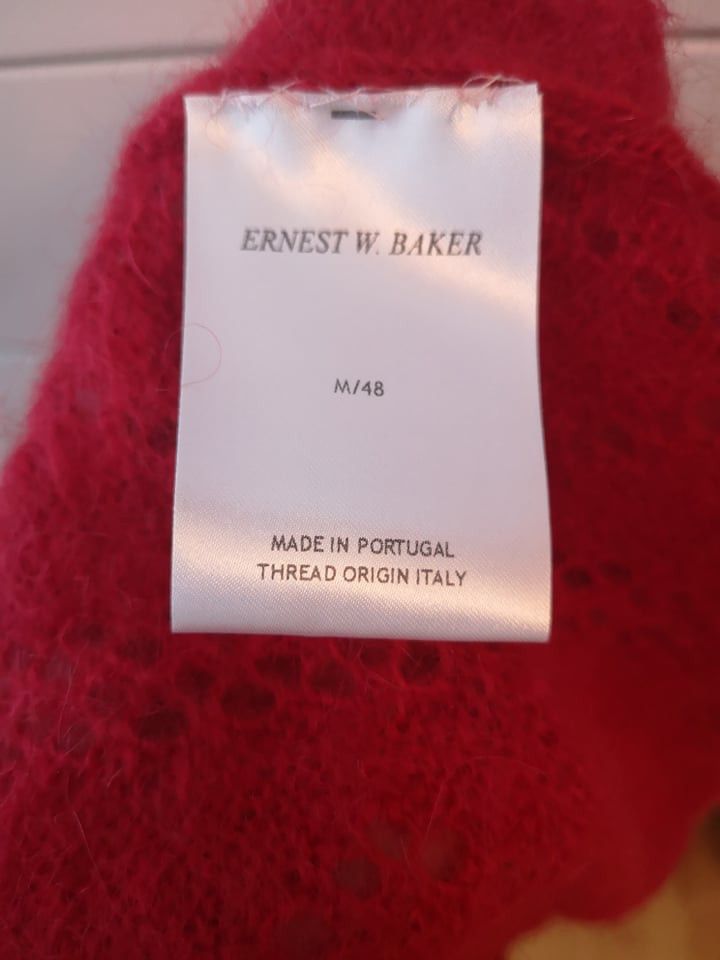 ERNEST W. BAKER
M/48
MADE IN PORTUGAL
THREAD ORIGIN ITALY